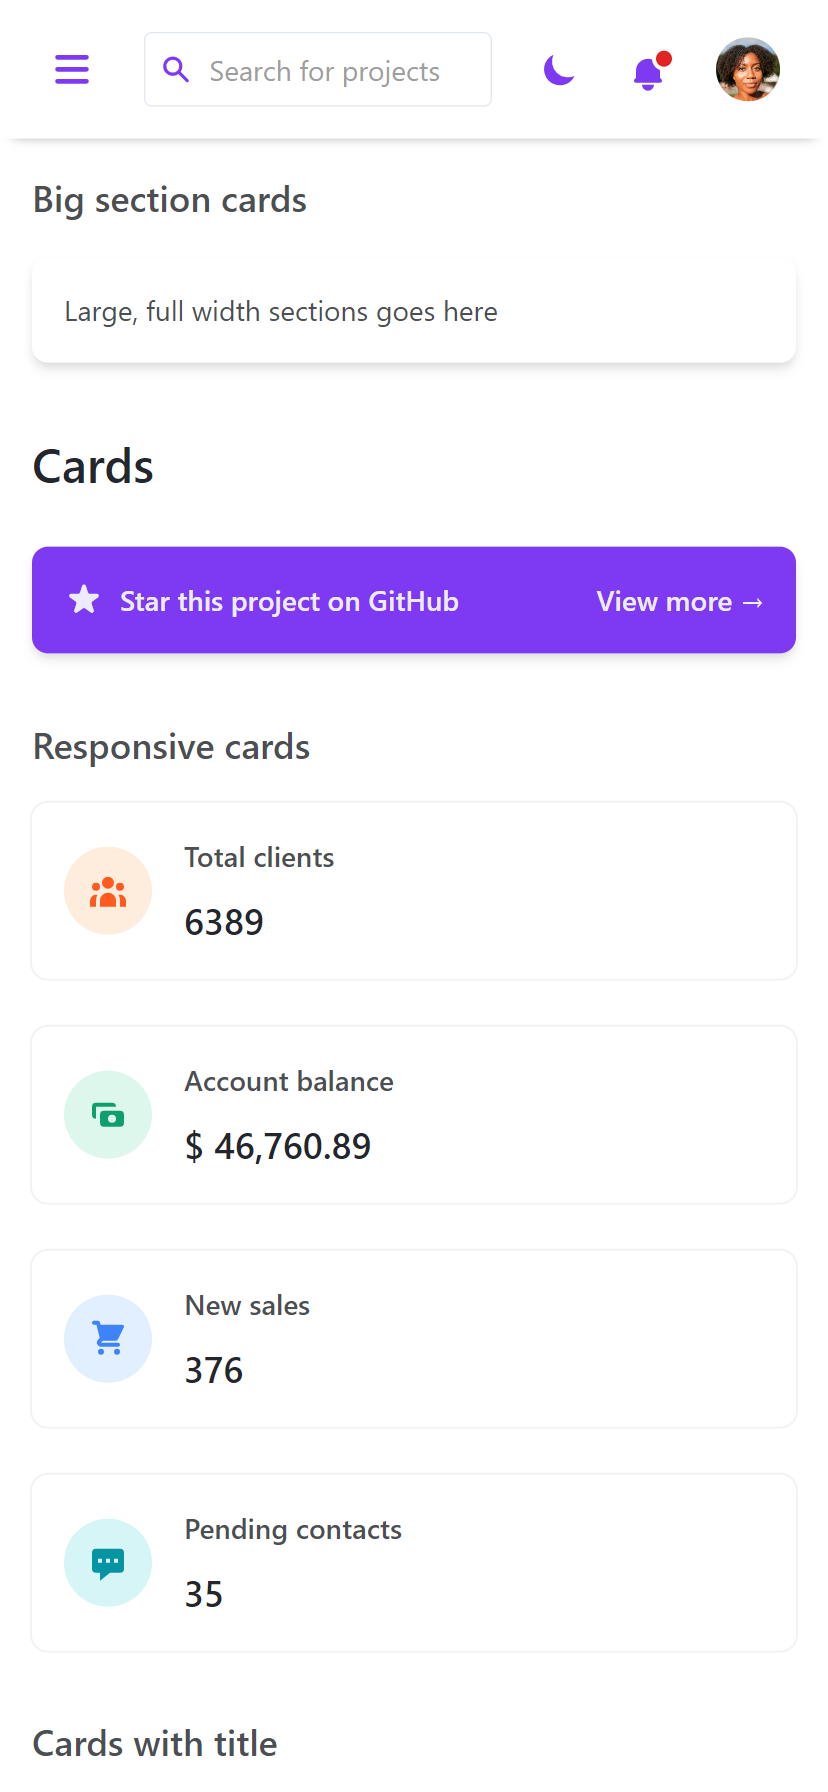 Search for projects
Big section cards
Large, full width sections goes here
Cards
Star this project on GitHub
View more →
Responsive cards
Total clients
6389
Account balance
$ 46,760.89
New sales
376
Pending contacts
35
Cards with title